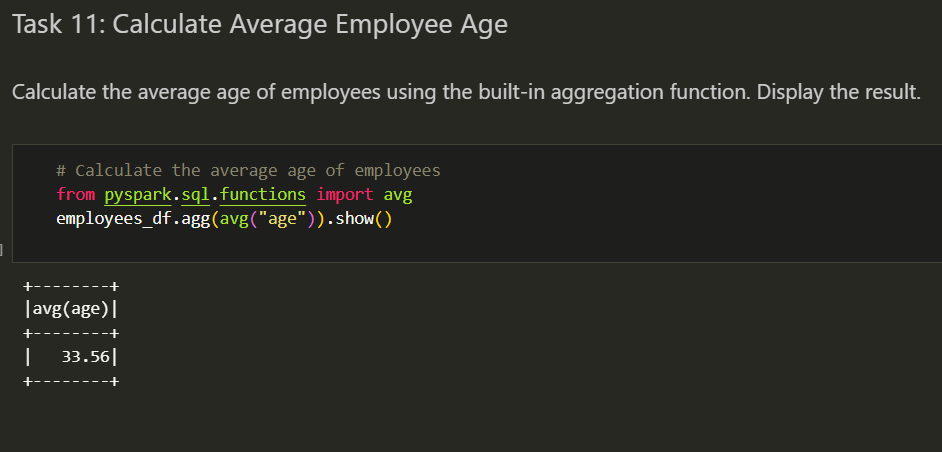 Task 11: Calculate Average Employee Age
Calculate the average age of employees using the built-in aggregation function. Display the result.
# Calculate the average age of employees
from pyspark.sql.functions import avg
employees_df.agg(avg("age")).show()
]
+--------+
|avg(age)|
+--------+
|   33.56|
+--------+